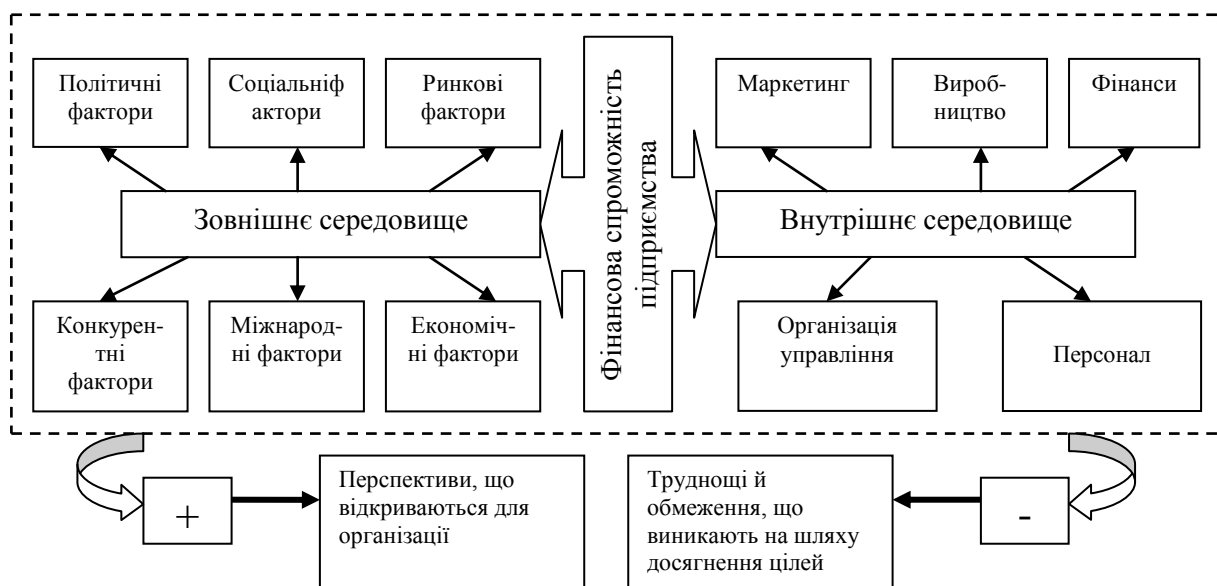 Політичні
фактори
Соціальніф
актори
Ринкові
фактори
Зовнішнє середовище
Конкурен-
тні
фактори
Міжнарод-
ні фактори
Економіч-
ні фактори
Фінансова спроможність
підприємства
Маркетинг
Вироб-
ництво
Фінанси
Внутрішнє середовище
Організація
управління
Персонал
+
Перспективи, що
відкриваються для
організації
Труднощі й
обмеження, що
виникають на шляху
досягнення цілей
-